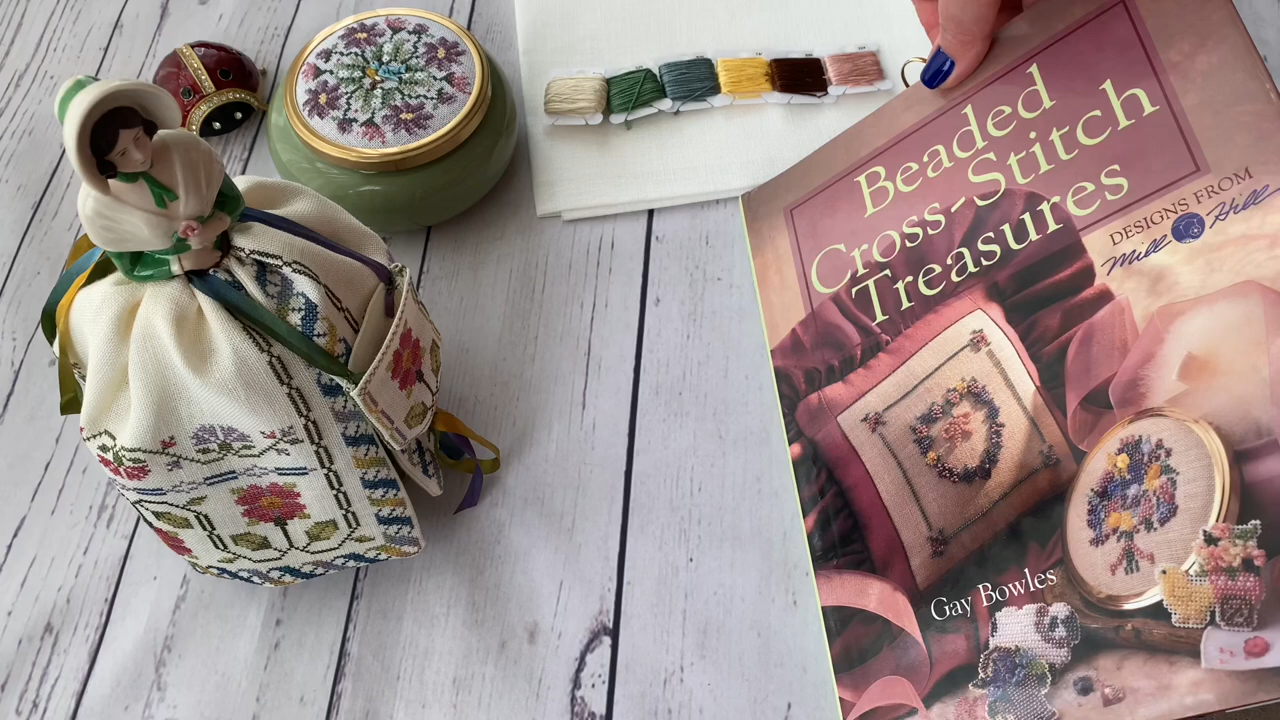 Beaded
Cross-Stitch
Treasures
DESIGNS FROM
Mill Hill
Gay Bowles